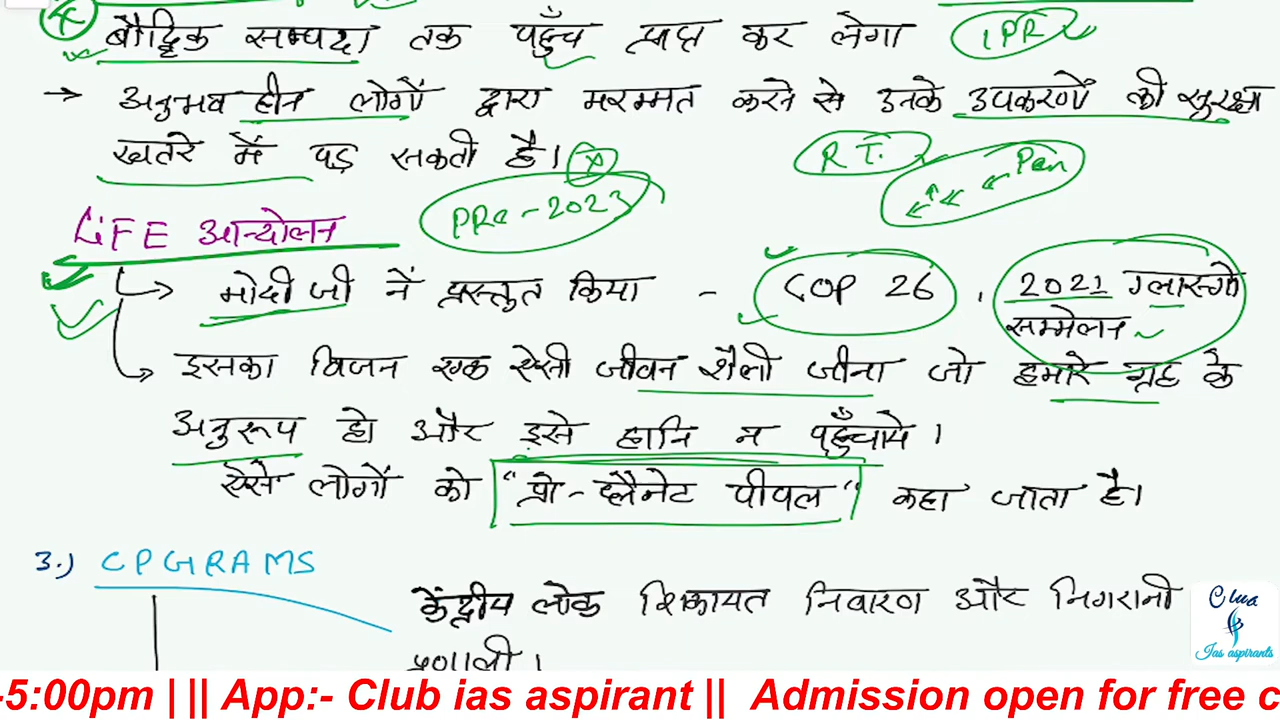 बौद्धिक सम्पदा तक पहुँच प्राप्त कर लेगा IPR
→ अनुभव हीन लोगों द्वारा मरम्मत करने से उनके उपकरणों की सुरक्षा
खतरे में पड़ सकती है। R T. Pen
LiFE आन्दोलन PRe-2023
मोदी जी ने प्रस्तुत किया - COP 26, 2021 ग्लास्गो
सम्मेलन
इसका विजन एक ऐसी जीवन शैली जीना जो हमारे ग्रह के
अनुरूप हो और इसे हानि न पहुँचाये।
ऐसे लोगों को "प्रो-प्लैनेट पीपल" कहा जाता है।
3.) CPGRAMS
केंद्रीय लोक शिकायत निवारण और निगरानी
प्रणाली।
Club
Ias aspirants
-5:00pm | || App:- Club ias aspirant || Admission open for free c